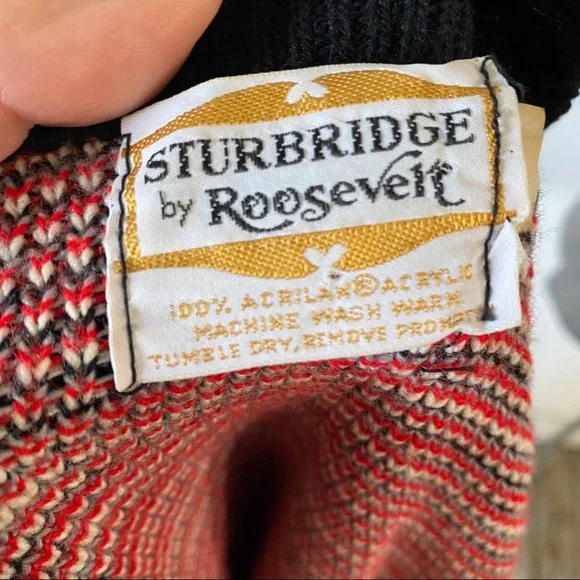 STURBRIDGE
by Roosevelt
100% ACRILAN® ACRYLIC
MACHINE WASH WARM
TUMBLE DRY, REMOVE PROMPTLY